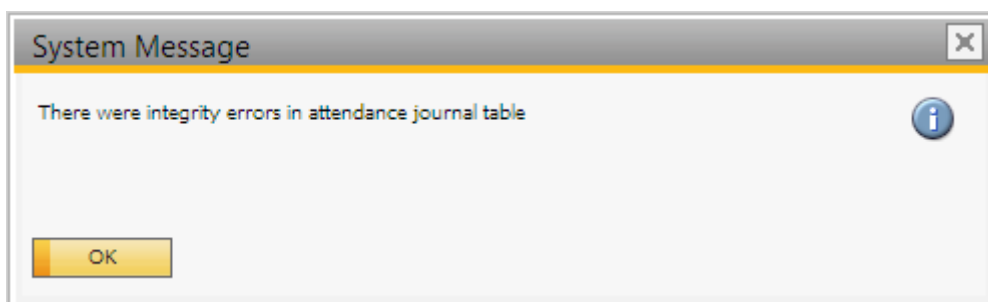 System Message
There were integrity errors in attendance journal table
OK